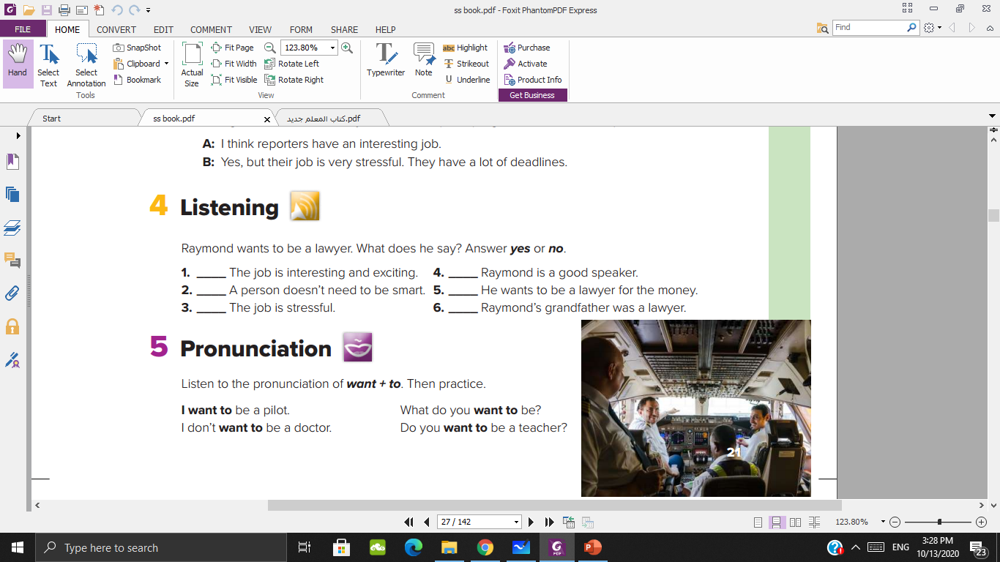 ss book.pdf - Foxit PhantomPDF Express
FILE HOME CONVERT EDIT COMMENT VIEW FORM SHARE HELP
Find
Hand
Select Text
Select Annotation
SnapShot
Clipboard
Bookmark
Tools
Actual Size
Fit Page
Fit Width
Fit Visible
123.80%
Rotate Left
Rotate Right
View
Typewriter
Note
abc Highlight
T Strikeout
U Underline
Comment
Purchase
Activate
Product Info
Get Business
Start
ss book.pdf
كتاب المعلم جديد.pdf
A: I think reporters have an interesting job.
B: Yes, but their job is very stressful. They have a lot of deadlines.
4 Listening
Raymond wants to be a lawyer. What does he say? Answer yes or no.
1. ____ The job is interesting and exciting.
2. ____ A person doesn't need to be smart.
3. ____ The job is stressful.
4. ____ Raymond is a good speaker.
5. ____ He wants to be a lawyer for the money.
6. ____ Raymond's grandfather was a lawyer.
5 Pronunciation
Listen to the pronunciation of want + to. Then practice.
I want to be a pilot.
I don't want to be a doctor.
What do you want to be?
Do you want to be a teacher?
21
27 / 142
123.80%
Type here to search
ENG
3:28 PM
10/13/2020
23